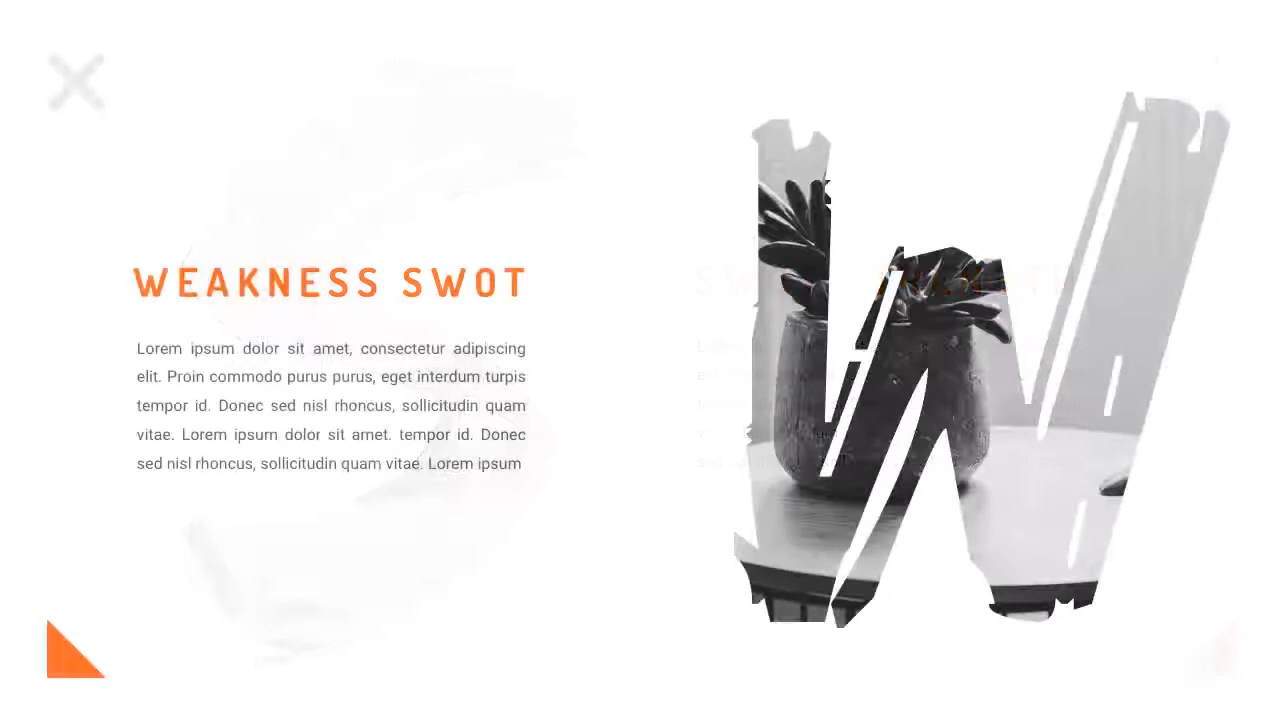 WEAKNESS SWOT
Lorem ipsum dolor sit amet, consectetur adipiscing
elit. Proin commodo purus purus, eget interdum turpis
tempor id. Donec sed nisl rhoncus, sollicitudin quam
vitae. Lorem ipsum dolor sit amet. tempor id. Donec
sed nisl rhoncus, sollicitudin quam vitae. Lorem ipsum
W